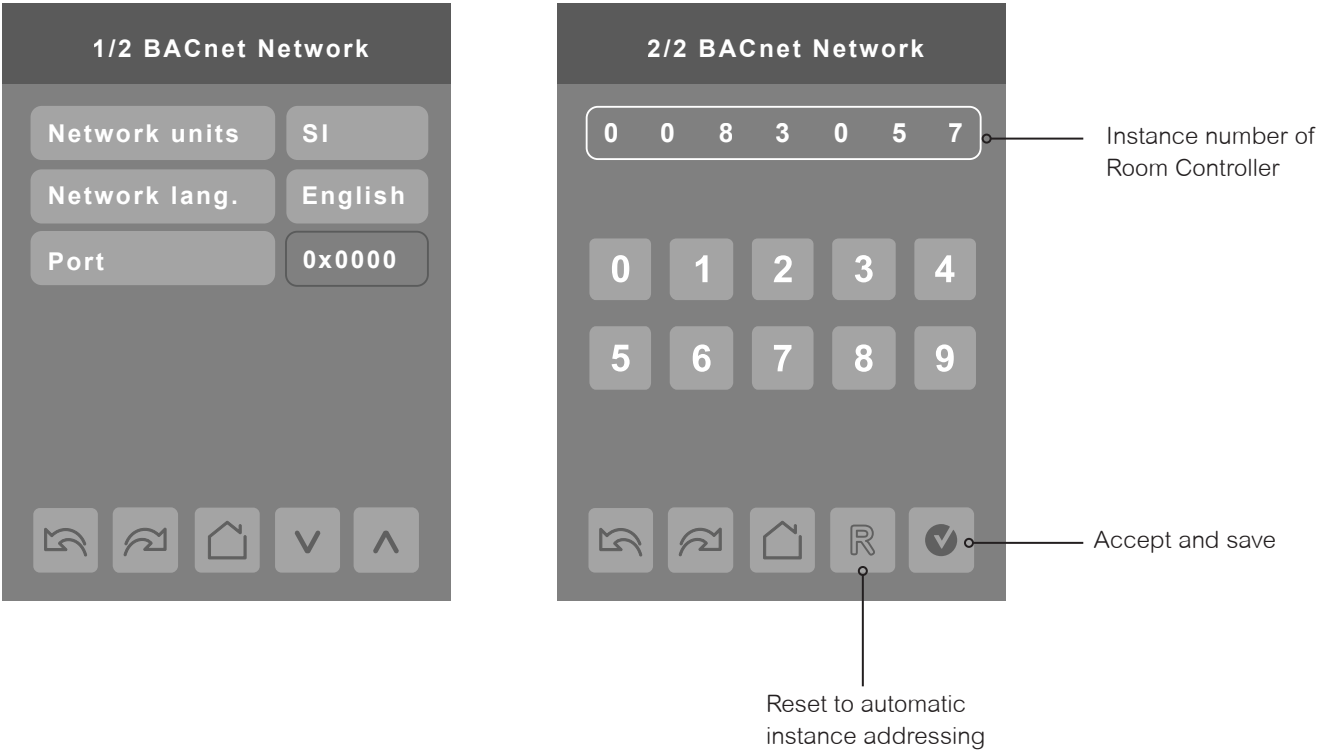 1/2 BACnet Network
Network units SI
Network lang. English
Port 0x0000
2/2 BACnet Network
0 0 8 3 0 5 7
Instance number of
Room Controller
0 1 2 3 4
5 6 7 8 9
R
Accept and save
Reset to automatic
instance addressing